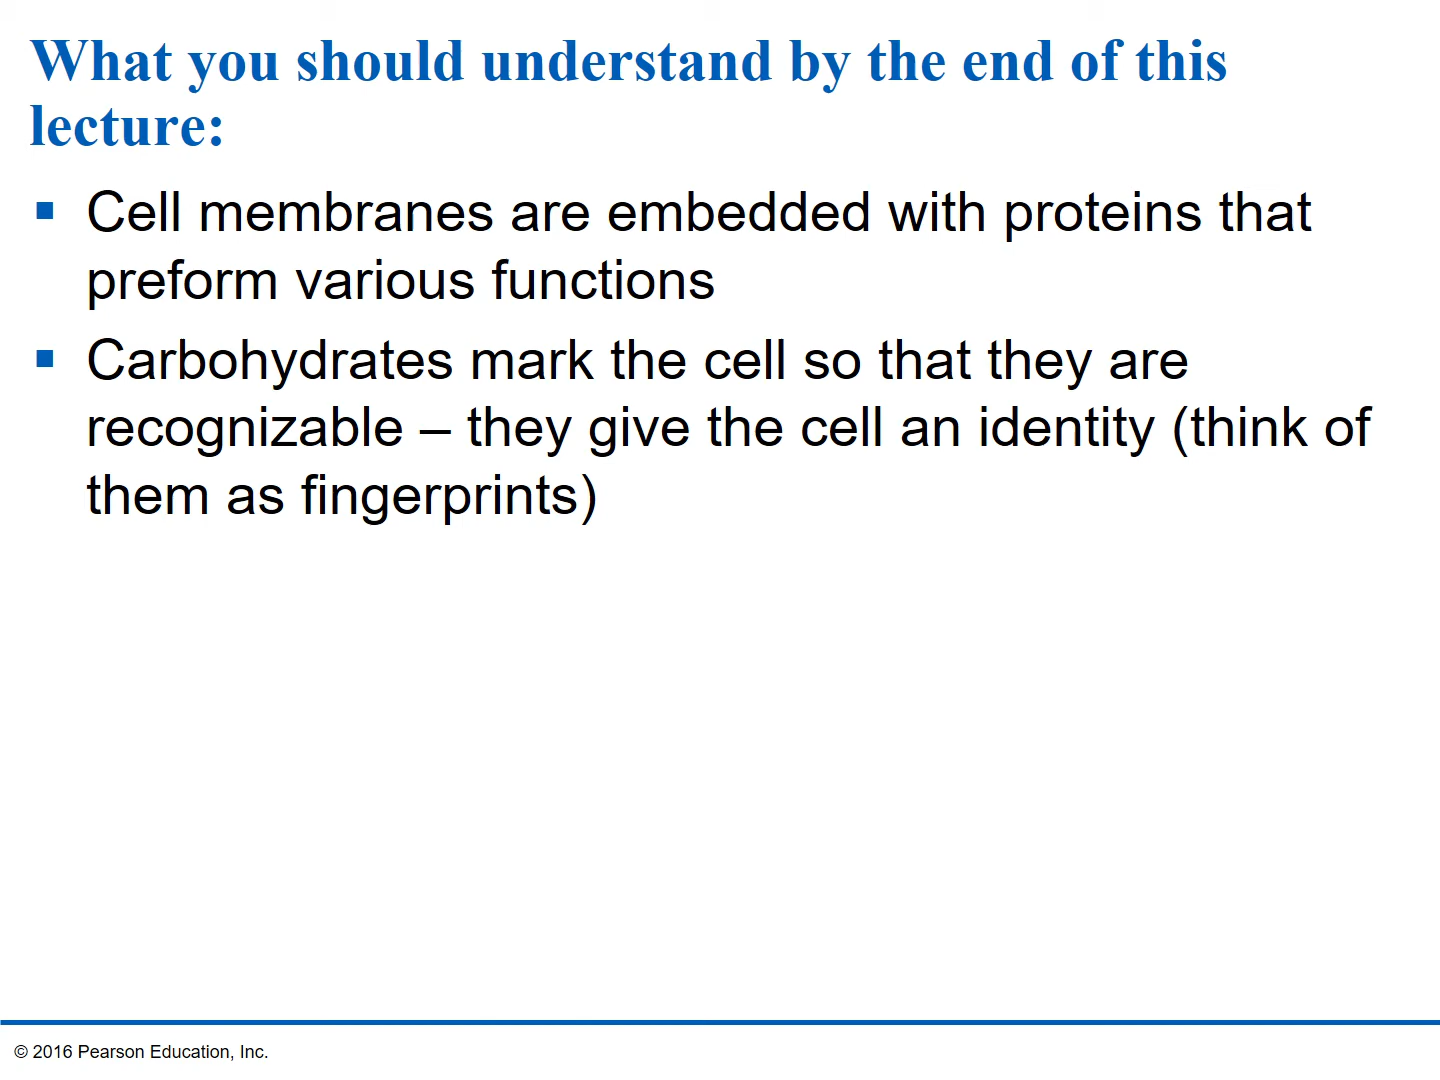 What you should understand by the end of this
lecture:
▪ Cell membranes are embedded with proteins that
preform various functions
▪ Carbohydrates mark the cell so that they are
recognizable – they give the cell an identity (think of
them as fingerprints)
© 2016 Pearson Education, Inc.